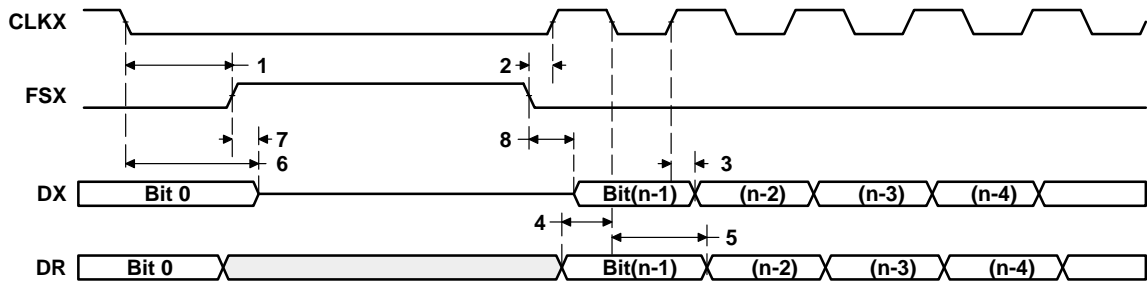 CLKX
1 2
FSX
7 8
6 3
DX Bit 0 Bit(n-1) (n-2) (n-3) (n-4)
4 5
DR Bit 0 Bit(n-1) (n-2) (n-3) (n-4)